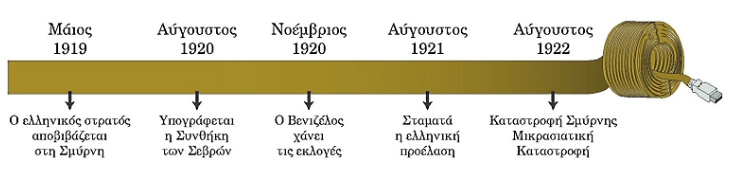 Μάιος
1919
Αύγουστος
1920
Νοέμβριος
1920
Αύγουστος
1921
Αύγουστος
1922
Ο ελληνικός στρατός
αποβιβάζεται
στη Σμύρνη
Υπογράφεται
η Συνθήκη
των Σεβρών
Ο Βενιζέλος
χάνει
τις εκλογές
Σταματά
η ελληνική
προέλαση
Καταστροφή Σμύρνης
Μικρασιατική
Καταστροφή